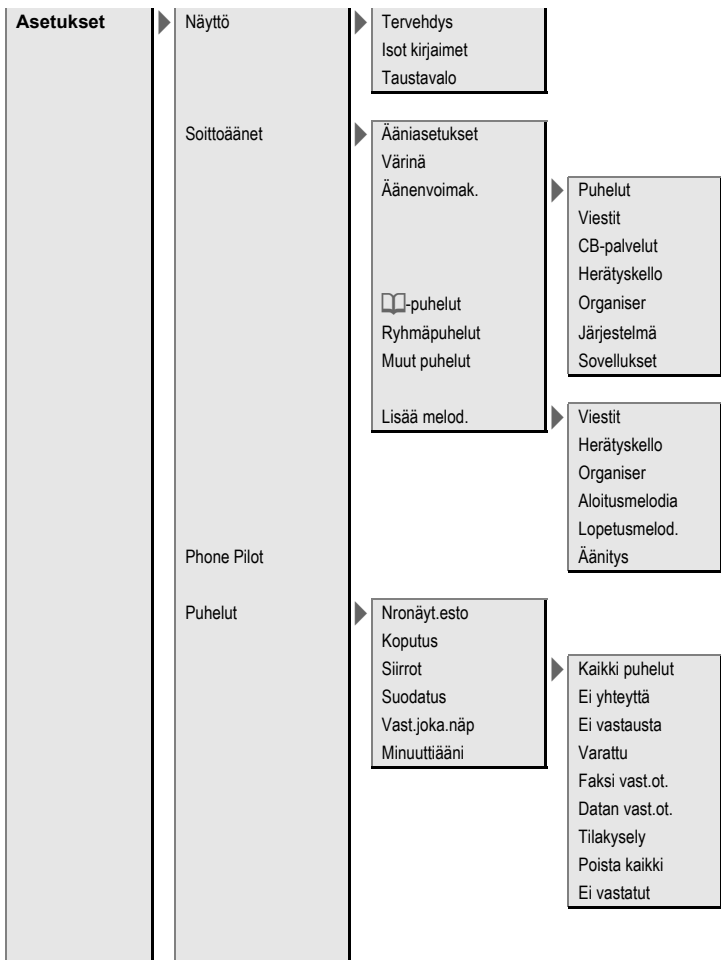 Asetukset
Näyttö
Tervehdys
Isot kirjaimet
Taustavalo
Soittoäänet
Ääniasetukset
Värinä
Äänenvoimak.
Puhelut
Viestit
CB-palvelut
Herätyskello
Organiser
Järjestelmä
Sovellukset
-puhelut
Ryhmäpuhelut
Muut puhelut
Lisää melod.
Viestit
Herätyskello
Organiser
Aloitusmelodia
Lopetusmelod.
Äänitys
Phone Pilot
Puhelut
Nronäyt.esto
Koputus
Siirrot
Kaikki puhelut
Ei yhteyttä
Ei vastausta
Varattu
Faksi vast.ot.
Datan vast.ot.
Tilakysely
Poista kaikki
Ei vastatut
Suodatus
Vast.joka.näp
Minuuttiääni